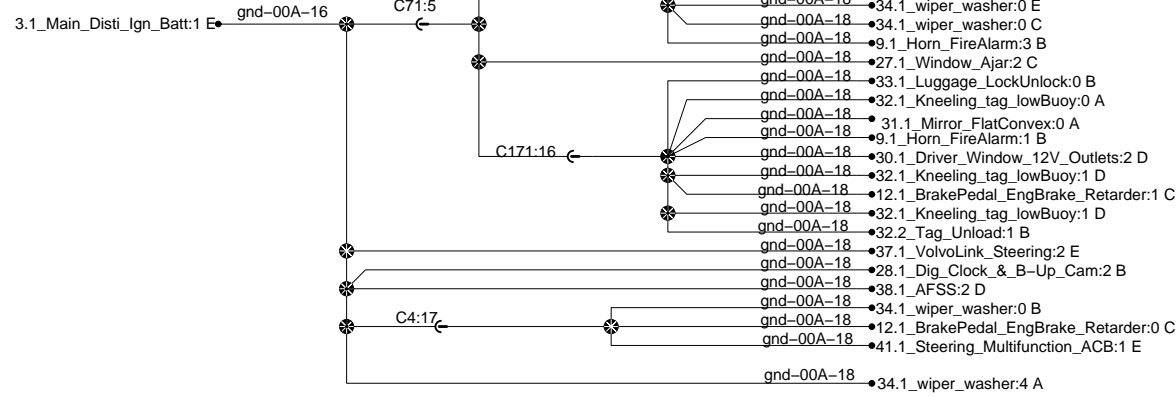 gnd−00A−18 34.1_wiper_washer:0 E
3.1_Main_Disti_Ign_Batt:1 E gnd−00A−16 C71:5 gnd−00A−18 34.1_wiper_washer:0 C
gnd−00A−18 9.1_Horn_FireAlarm:3 B
gnd−00A−18 27.1_Window_Ajar:2 C
gnd−00A−18 33.1_Luggage_LockUnlock:0 B
gnd−00A−18 32.1_Kneeling_tag_lowBuoy:0 A
gnd−00A−18 31.1_Mirror_FlatConvex:0 A
gnd−00A−18 9.1_Horn_FireAlarm:1 B
C171:16 gnd−00A−18 30.1_Driver_Window_12V_Outlets:2 D
gnd−00A−18 32.1_Kneeling_tag_lowBuoy:1 D
gnd−00A−18 12.1_BrakePedal_EngBrake_Retarder:1 C
gnd−00A−18 32.1_Kneeling_tag_lowBuoy:1 D
gnd−00A−18 32.2_Tag_Unload:1 B
gnd−00A−18 37.1_VolvoLink_Steering:2 E
gnd−00A−18 28.1_Dig_Clock_&_B−Up_Cam:2 B
gnd−00A−18 38.1_AFSS:2 D
gnd−00A−18 34.1_wiper_washer:0 B
C4:17 gnd−00A−18 12.1_BrakePedal_EngBrake_Retarder:0 C
gnd−00A−18 41.1_Steering_Multifunction_ACB:1 E
gnd−00A−18 34.1_wiper_washer:4 A